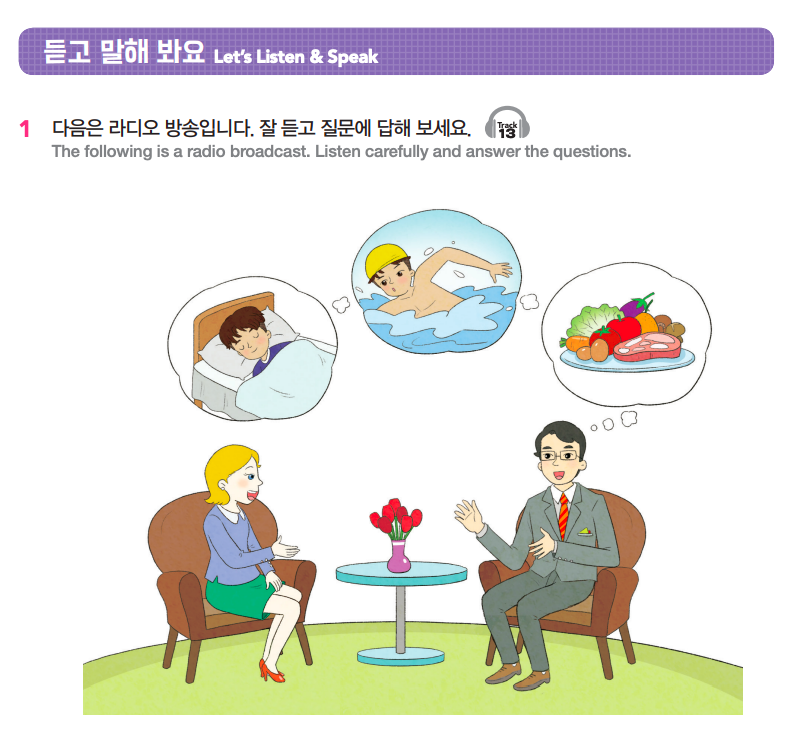 듣고 말해 봐요 Let's Listen & Speak
1 다음은 라디오 방송입니다. 잘 듣고 질문에 답해 보세요. Track 13
The following is a radio broadcast. Listen carefully and answer the questions.